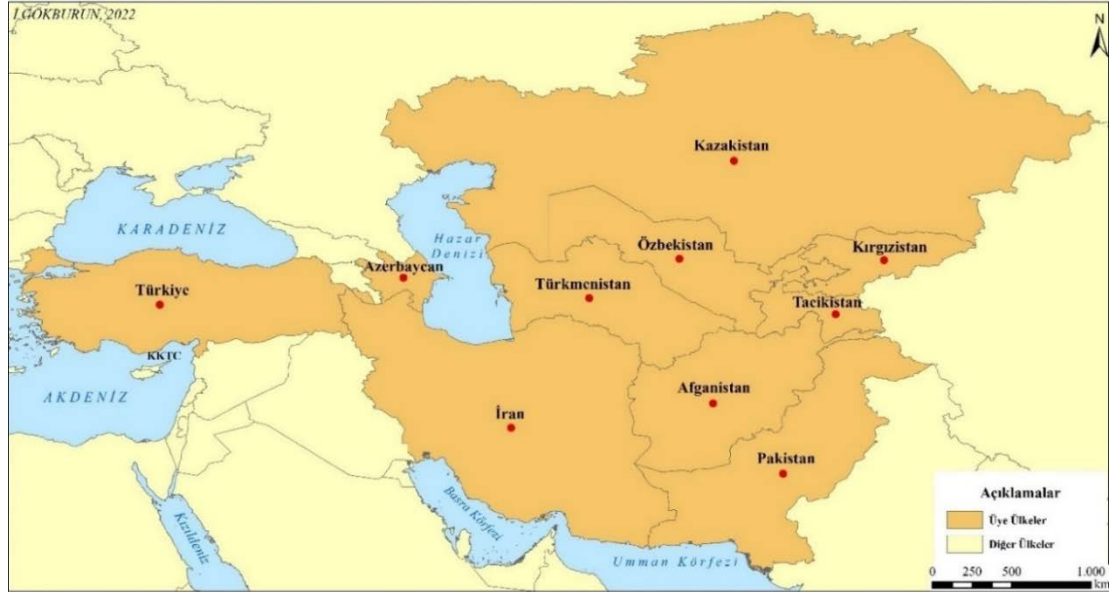 İ.GÖKBURUN, 2022
N
Kazakistan
KARADENİZ
Hazar
Denizi
Özbekistan
Kırgızistan
Azerbaycan
Türkmenistan
Türkiye
Tacikistan
KKTC
Afganistan
AKDENİZ
İran
Pakistan
Basra Körfezi
Kızıldeniz
Umman Körfezi
Açıklamalar
Üye Ülkeler
Diğer Ülkeler
0 250 500 1.000
km